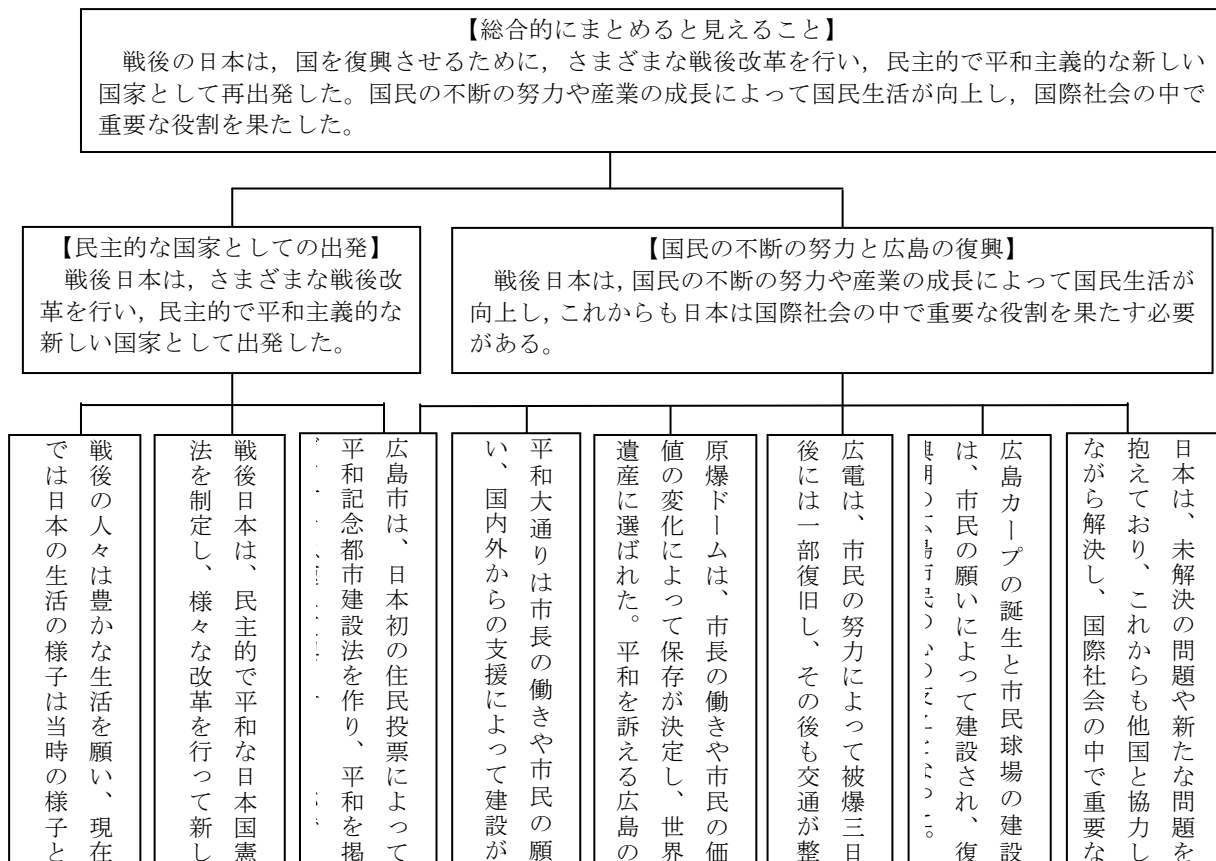 【総合的にまとめると見えること】
戦後の日本は，国を復興させるために，さまざまな戦後改革を行い，民主的で平和主義的な新しい
国家として再出発した。国民の不断の努力や産業の成長によって国民生活が向上し，国際社会の中で
重要な役割を果たした。
【民主的な国家としての出発】
戦後日本は，さまざまな戦後改
革を行い，民主的で平和主義的な
新しい国家として出発した。
【国民の不断の努力と広島の復興】
戦後日本は，国民の不断の努力や産業の成長によって国民生活が
向上し，これからも日本は国際社会の中で重要な役割を果たす必要
がある。
日本は、未解決の問題や新たな問題を
抱えており、これからも他国と協力し
ながら解決し、国際社会の中で重要な
広島カープの誕生と市民球場の建設
は、市民の願いによって建設され、復
広電は、市民の努力によって被爆三日
後には一部復旧し、その後も交通が整
原爆ドームは、市長の働きや市民の価
値の変化によって保存が決定し、世界
遺産に選ばれた。平和を訴える広島の
平和大通りは市長の働きや市民の願
い、国内外からの支援によって建設が
広島市は、日本初の住民投票によって
平和記念都市建設法を作り、平和を掲
戦後日本は、民主的で平和な日本国憲
法を制定し、様々な改革を行って新し
戦後の人々は豊かな生活を願い、現在
では日本の生活の様子は当時の様子と